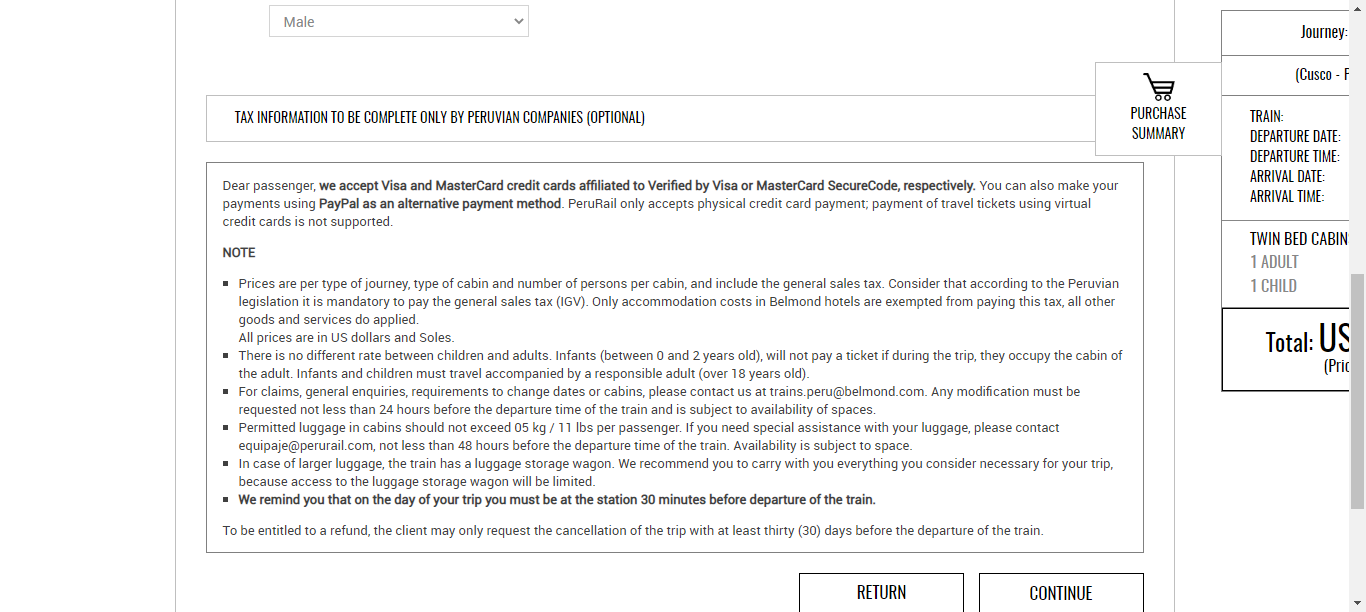 Male
TAX INFORMATION TO BE COMPLETE ONLY BY PERUVIAN COMPANIES (OPTIONAL)
Dear passenger, we accept Visa and MasterCard credit cards affiliated to Verified by Visa or MasterCard SecureCode, respectively. You can also make your
payments using PayPal as an alternative payment method. PeruRail only accepts physical credit card payment; payment of travel tickets using virtual
credit cards is not supported.
NOTE
Prices are per type of journey, type of cabin and number of persons per cabin, and include the general sales tax. Consider that according to the Peruvian
legislation it is mandatory to pay the general sales tax (IGV). Only accommodation costs in Belmond hotels are exempted from paying this tax, all other
goods and services do applied.
All prices are in US dollars and Soles.
There is no different rate between children and adults. Infants (between 0 and 2 years old), will not pay a ticket if during the trip, they occupy the cabin of
the adult. Infants and children must travel accompanied by a responsible adult (over 18 years old).
For claims, general enquiries, requirements to change dates or cabins, please contact us at trains.peru@belmond.com. Any modification must be
requested not less than 24 hours before the departure time of the train and is subject to availability of spaces.
Permitted luggage in cabins should not exceed 05 kg / 11 lbs per passenger. If you need special assistance with your luggage, please contact
equipaje@perurail.com, not less than 48 hours before the departure time of the train. Availability is subject to space.
In case of larger luggage, the train has a luggage storage wagon. We recommend you to carry with you everything you consider necessary for your trip,
because access to the luggage storage wagon will be limited.
We remind you that on the day of your trip you must be at the station 30 minutes before departure of the train.
To be entitled to a refund, the client may only request the cancellation of the trip with at least thirty (30) days before the departure of the train.
RETURN
CONTINUE
PURCHASE
SUMMARY
Journey:
(Cusco -
TRAIN:
DEPARTURE DATE:
DEPARTURE TIME:
ARRIVAL DATE:
ARRIVAL TIME:
TWIN BED CABIN
1 ADULT
1 CHILD
Total: US